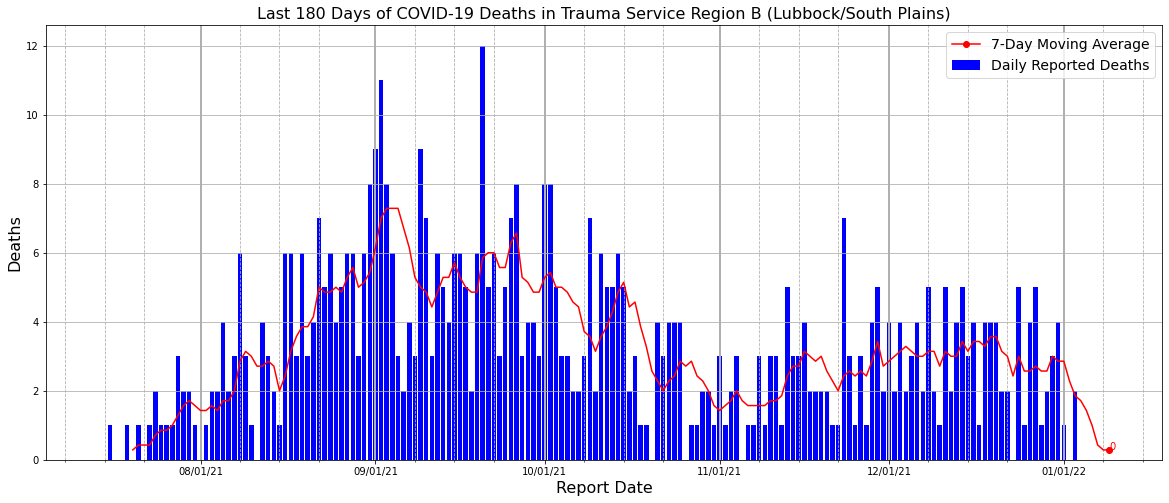 Last 180 Days of COVID-19 Deaths in Trauma Service Region B (Lubbock/South Plains)
7-Day Moving Average
Daily Reported Deaths
Deaths
12
10
8
6
4
2
0
0
08/01/21
09/01/21
10/01/21
11/01/21
12/01/21
01/01/22
Report Date